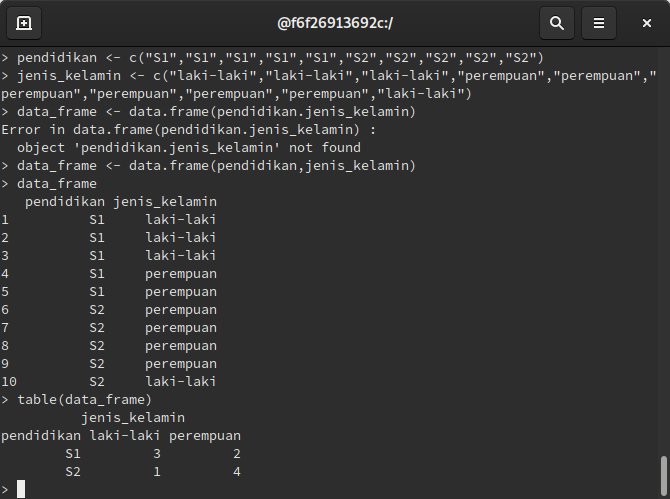 @f6f26913692c:/
> pendidikan <- c("S1","S1","S1","S1","S1","S2","S2","S2","S2","S2")
> jenis_kelamin <- c("laki-laki","laki-laki","laki-laki","perempuan","perempuan","
perempuan","perempuan","perempuan","perempuan","laki-laki")
> data_frame <- data.frame(pendidikan.jenis_kelamin)
Error in data.frame(pendidikan.jenis_kelamin) :
  object 'pendidikan.jenis_kelamin' not found
> data_frame <- data.frame(pendidikan,jenis_kelamin)
> data_frame
   pendidikan jenis_kelamin
1          S1     laki-laki
2          S1     laki-laki
3          S1     laki-laki
4          S1     perempuan
5          S1     perempuan
6          S2     perempuan
7          S2     perempuan
8          S2     perempuan
9          S2     perempuan
10         S2     laki-laki
> table(data_frame)
          jenis_kelamin
pendidikan laki-laki perempuan
        S1         3         2
        S2         1         4
>